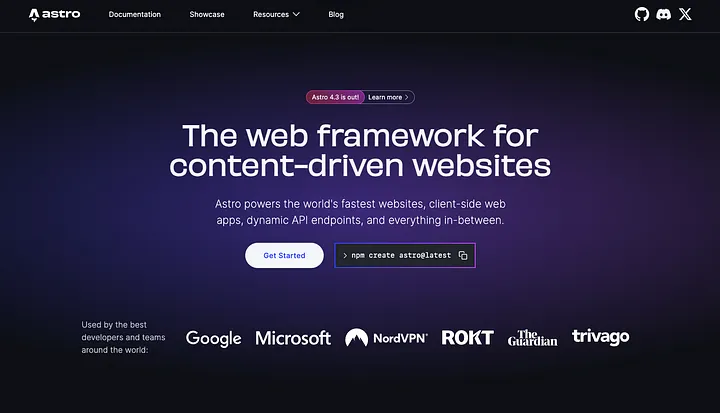 astro
Documentation
Showcase
Resources
Blog
Astro 4.3 is out!
Learn more
The web framework for
content-driven websites
Astro powers the world's fastest websites, client-side web
apps, dynamic API endpoints, and everything in-between.
Get Started
> npm create astro@latest
Used by the best
developers and teams
around the world:
Google
Microsoft
NordVPN®
ROKT
The
Guardian
trivago